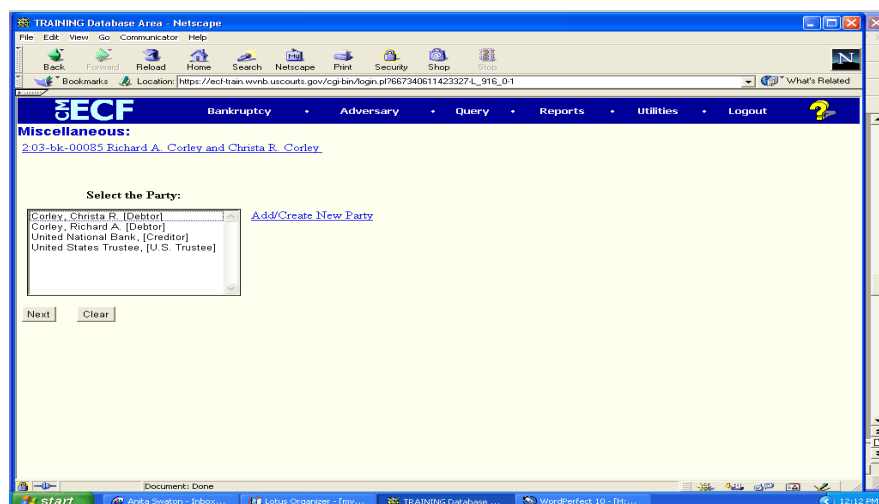 TRAINING Database Area - Netscape
File Edit View Go Communicator Help
Back Forward Reload Home Search Netscape Print Security Shop Stop
Bookmarks Location: https://ecf-train.wvnb.uscourts.gov/cgi-bin/login.pl?667340611423327-L_916_0-1 What's Related
CM ECF Bankruptcy • Adversary • Query • Reports • Utilities • Logout ?
Miscellaneous:
2:03-bk-00085 Richard A. Corley and Christa R. Corley
Select the Party:
Corley, Christa R. [Debtor] Add/Create New Party
Corley, Richard A. [Debtor]
United National Bank, [Creditor]
United States Trustee, [U.S. Trustee]
Next Clear
Document: Done
start Anita Swaton - Inbox... Lotus Organizer - [my... TRAINING Database ... WordPerfect 10 - [H:... 12:12 PM